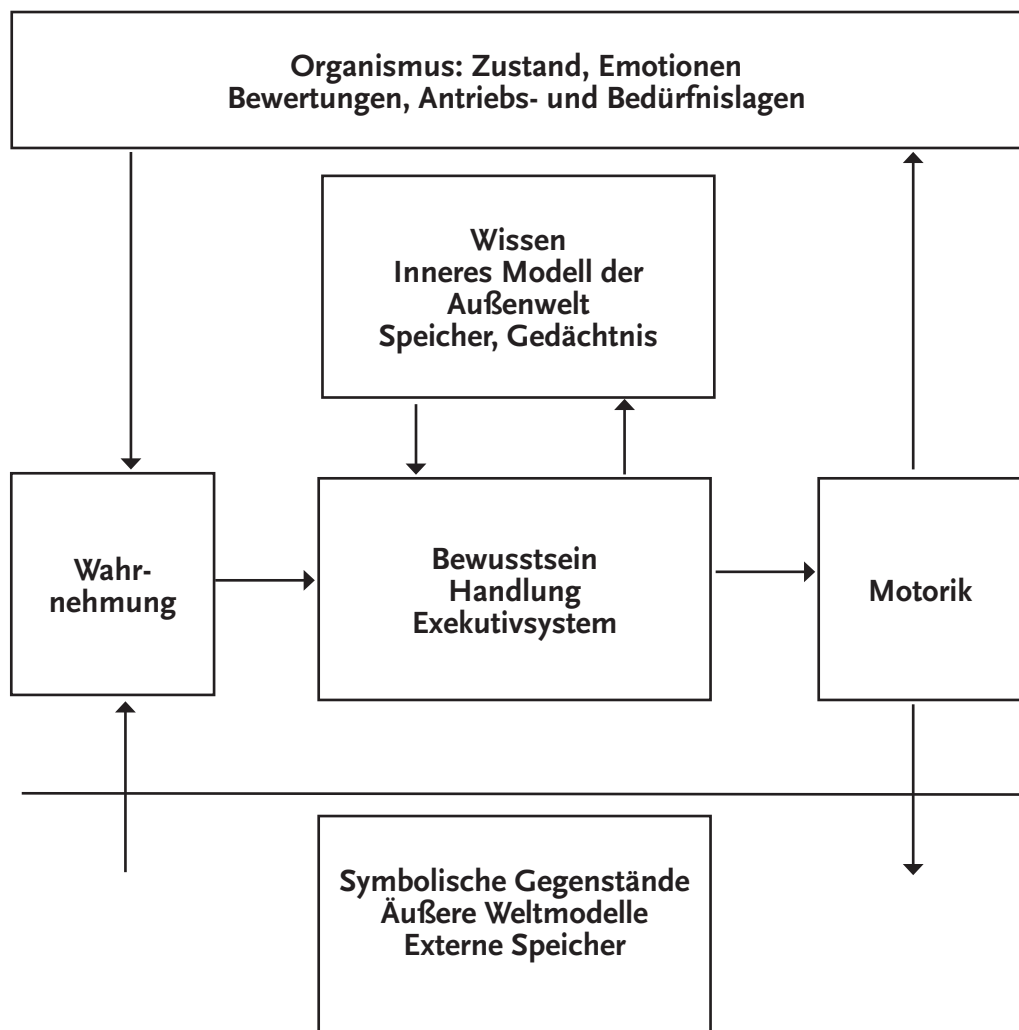 Organismus: Zustand, Emotionen
Bewertungen, Antriebs- und Bedürfnislagen
Wissen
Inneres Modell der
Außenwelt
Speicher, Gedächtnis
Wahr-
nehmung
Bewusstsein
Handlung
Exekutivsystem
Motorik
Symbolische Gegenstände
Äußere Weltmodelle
Externe Speicher